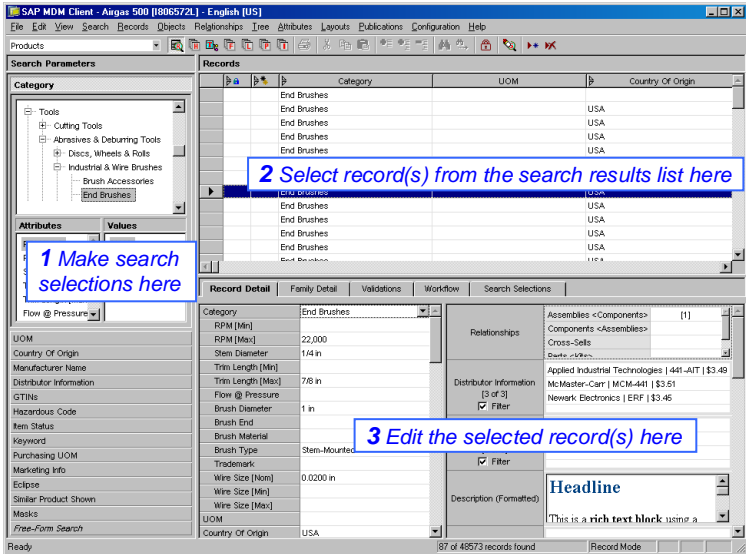 SAP MDM Client - Airgas 500 [I806572L] - English [US]
File Edit View Search Records Objects Relationships Tree Attributes Layouts Publications Configuration Help
Products
Search Parameters
Category
Tools
Cutting Tools
Abrasives & Deburring Tools
Discs, Wheels & Rolls
Industrial & Wire Brushes
Brush Accessories
End Brushes
Attributes Values
1 Make search
selections here
Flow @ Pressure
UOM
Country Of Origin
Manufacturer Name
Distributor Information
GTINs
Hazardous Code
Item Status
Keyword
Purchasing UOM
Marketing Info
Eclipse
Similar Product Shown
Masks
Free-Form Search
Records
Category UOM Country Of Origin
End Brushes
End Brushes USA
End Brushes USA
End Brushes USA
End Brushes USA
2 Select record(s) from the search results list here
End Brushes USA
End Brushes USA
End Brushes USA
End Brushes USA
End Brushes USA
End Brushes USA
Record Detail Family Detail Validations Workflow Search Selections
Category End Brushes
RPM [Min]
RPM [Max] 22,000
Stem Diameter 1/4 in
Trim Length [Min]
Trim Length [Max] 7/8 in
Flow @ Pressure
Brush Diameter 1 in
Brush End
Brush Material
Brush Type Stem-Mounted
Trademark
Wire Size [Nom] 0.0200 in
Wire Size [Min]
Wire Size [Max]
UOM
Country Of Origin USA
Relationships
Assemblies <Components> [1]
Components <Assemblies>
Cross-Sells
Parts <Kits>
Distributor Information
[3 of 3]
Filter
Applied Industrial Technologies | 441-AIT | $3.49
McMaster-Carr | MCM-441 | $3.51
Newark Electronics | ERF | $3.45
3 Edit the selected record(s) here
Filter
Description (Formatted)
Headline
This is a rich text block using a
Ready
87 of 48573 records found
Record Mode